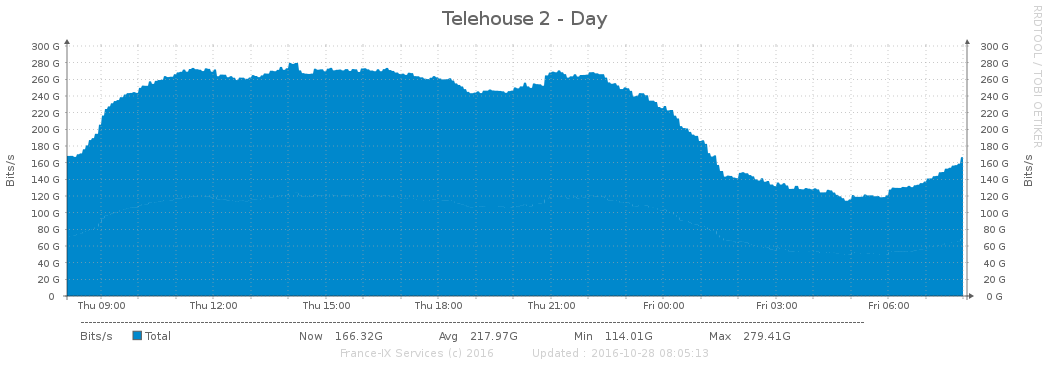 Telehouse 2 - Day
RRDTOOL / TOBI OETIKER
Bits/s
300 G
280 G
260 G
240 G
220 G
200 G
180 G
160 G
140 G
120 G
100 G
80 G
60 G
40 G
20 G
0
300 G
280 G
260 G
240 G
220 G
200 G
180 G
160 G
140 G
120 G
100 G
80 G
60 G
40 G
20 G
0 G
Bits/s
Thu 09:00 Thu 12:00 Thu 15:00 Thu 18:00 Thu 21:00 Fri 00:00 Fri 03:00 Fri 06:00
Bits/s Total Now 166.32G Avg 217.97G Min 114.01G Max 279.41G
France-IX Services (c) 2016 Updated : 2016-10-28 08:05:13